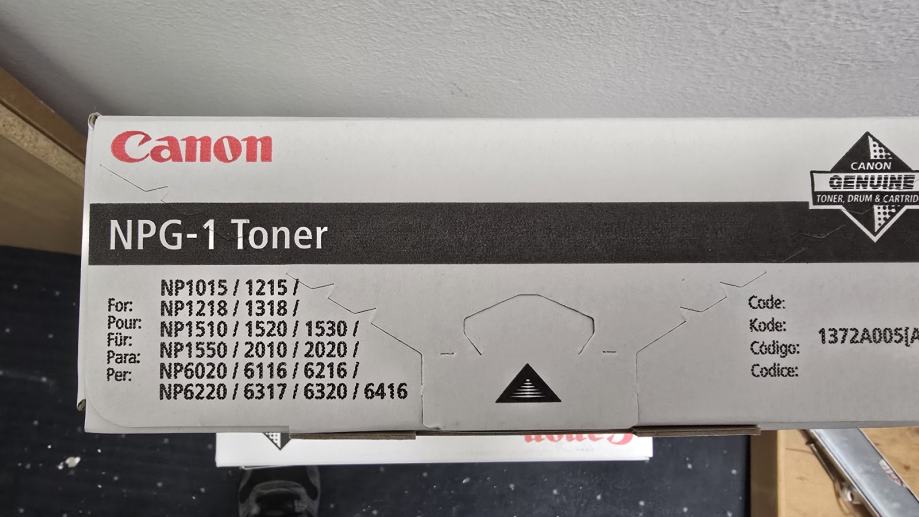 Canon
CANON
GENUINE
TONER, DRUM & CARTRID
NPG-1 Toner
For:
Pour:
Für:
Para:
Per:
NP1015 / 1215 /
NP1218 / 1318 /
NP1510 / 1520 / 1530 /
NP1550 / 2010 / 2020 /
NP6020 / 6116 / 6216 /
NP6220 / 6317 / 6320 / 6416
Code:
Kode:
Código:
Codice:
1372A005[A
Canon